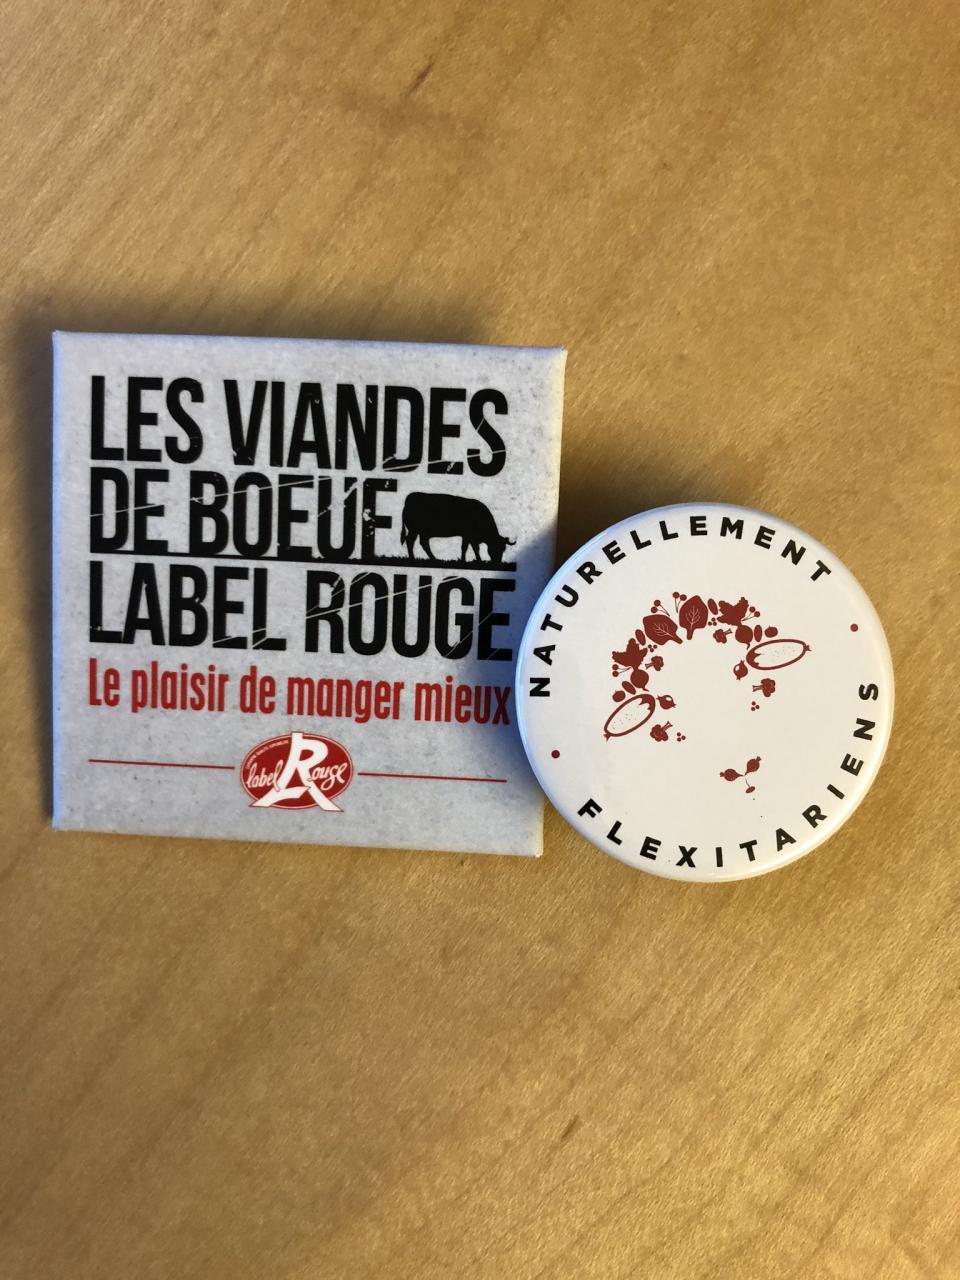 LES VIANDES
DE BOEUF
LABEL ROUGE
Le plaisir de manger mieux
label Rouge
NATURELLEMENT
FLEXITARIENS